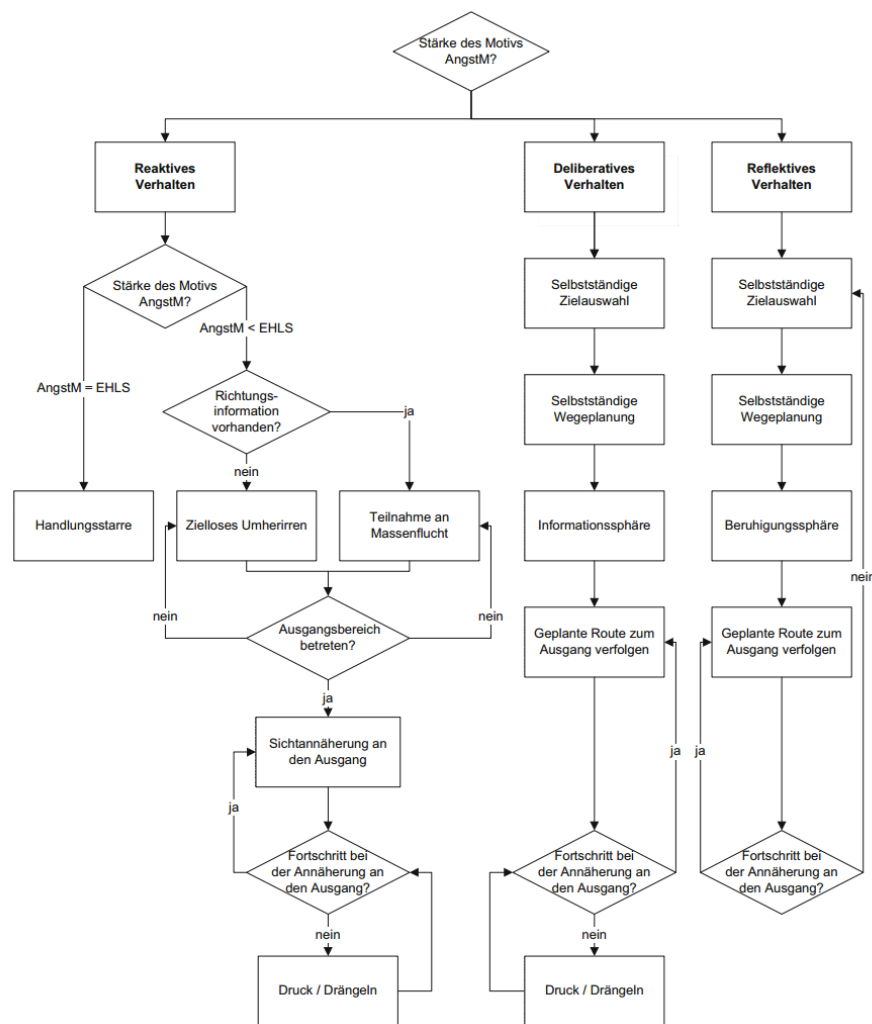 Stärke des Motivs
AngstM?
Reaktives
Verhalten
Deliberatives
Verhalten
Reflektives
Verhalten
Stärke des Motivs
AngstM?
Selbstständige
Zielauswahl
Selbstständige
Zielauswahl
AngstM < EHLS
AngstM = EHLS
Richtungs-
information
vorhanden?
ja
Selbstständige
Wegeplanung
Selbstständige
Wegeplanung
nein
Handlungsstarre
Zielloses Umherirren
Teilnahme an
Massenflucht
Informationssphäre
Beruhigungssphäre
nein
nein
nein
Ausgangsbereich
betreten?
Geplante Route zum
Ausgang verfolgen
Geplante Route zum
Ausgang verfolgen
ja
Sichtannäherung an
den Ausgang
ja
ja
ja
Fortschritt bei
der Annäherung an
den Ausgang?
Fortschritt bei
der Annäherung an
den Ausgang?
Fortschritt bei
der Annäherung an
den Ausgang?
nein
nein
Druck / Drängeln
Druck / Drängeln